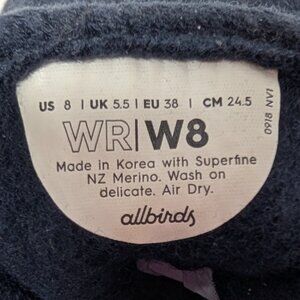 US 8 | UK 5.5 | EU 38 | CM 24.5
WR|W8
Made in Korea with Superfine
NZ Merino. Wash on
delicate. Air Dry.
allbirds
0918 NV1